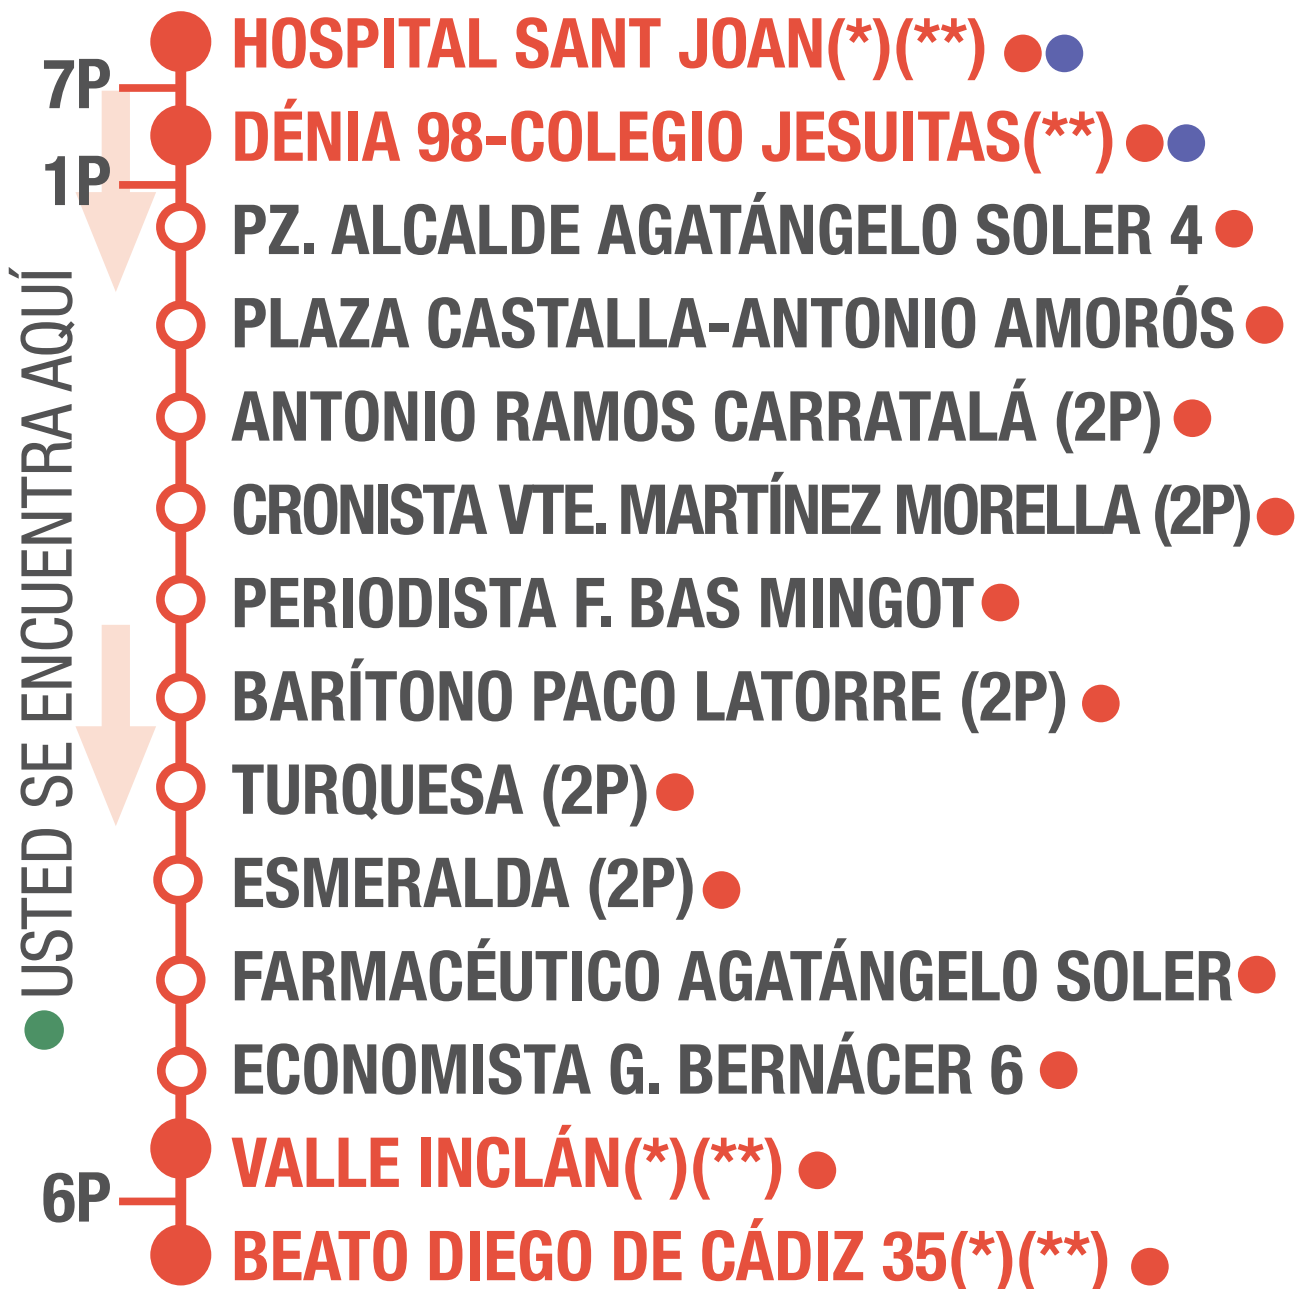 HOSPITAL SANT JOAN(*)(**)
7P
DÉNIA 98-COLEGIO JESUITAS(**)
1P
PZ. ALCALDE AGATÁNGELO SOLER 4
PLAZA CASTALLA-ANTONIO AMORÓS
ANTONIO RAMOS CARRATALÁ (2P)
CRONISTA VTE. MARTÍNEZ MORELLA (2P)
PERIODISTA F. BAS MINGOT
BARÍTONO PACO LATORRE (2P)
TURQUESA (2P)
ESMERALDA (2P)
FARMACÉUTICO AGATÁNGELO SOLER
ECONOMISTA G. BERNÁCER 6
VALLE INCLÁN(*)(**)
6P
BEATO DIEGO DE CÁDIZ 35(*)(**)
USTED SE ENCUENTRA AQUÍ